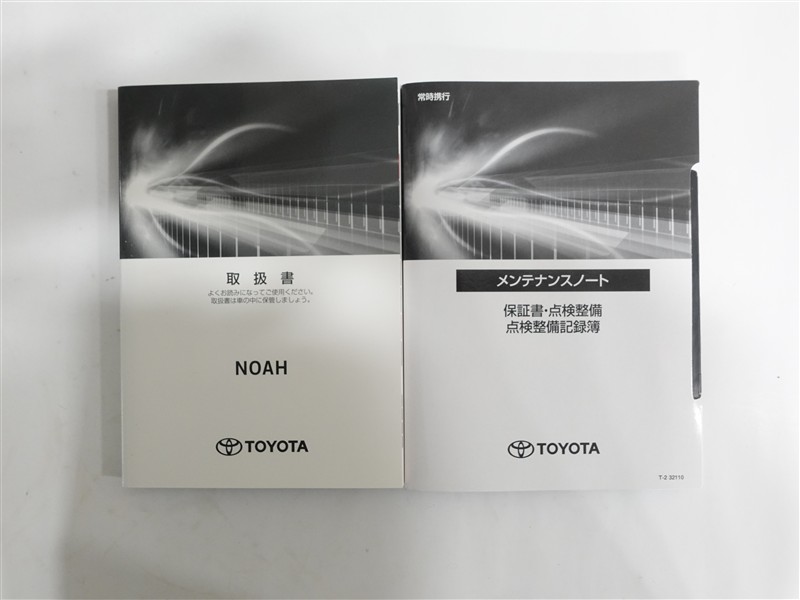 取扱書
よくお読みになってご使用ください。
取扱書は車の中に保管しましょう。
NOAH
TOYOTA
常時携行
メンテナンスノート
保証書・点検整備
点検整備記録簿
TOYOTA
T-2 32110